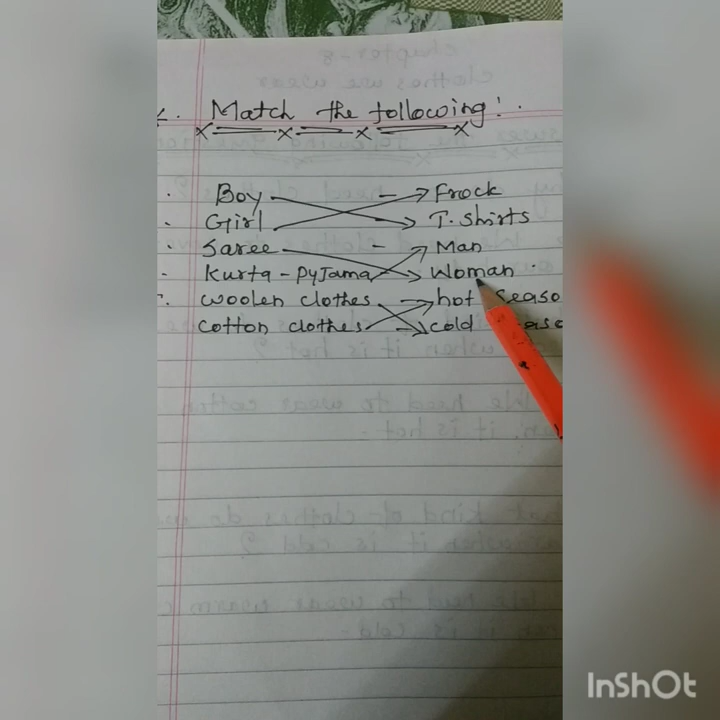 Match the following:
Boy - Frock
Girl - T.Shirts
Saree - Man
Kurta - Pyjama Woman
woolen clothes hot
cotton clothes cold
InShOt